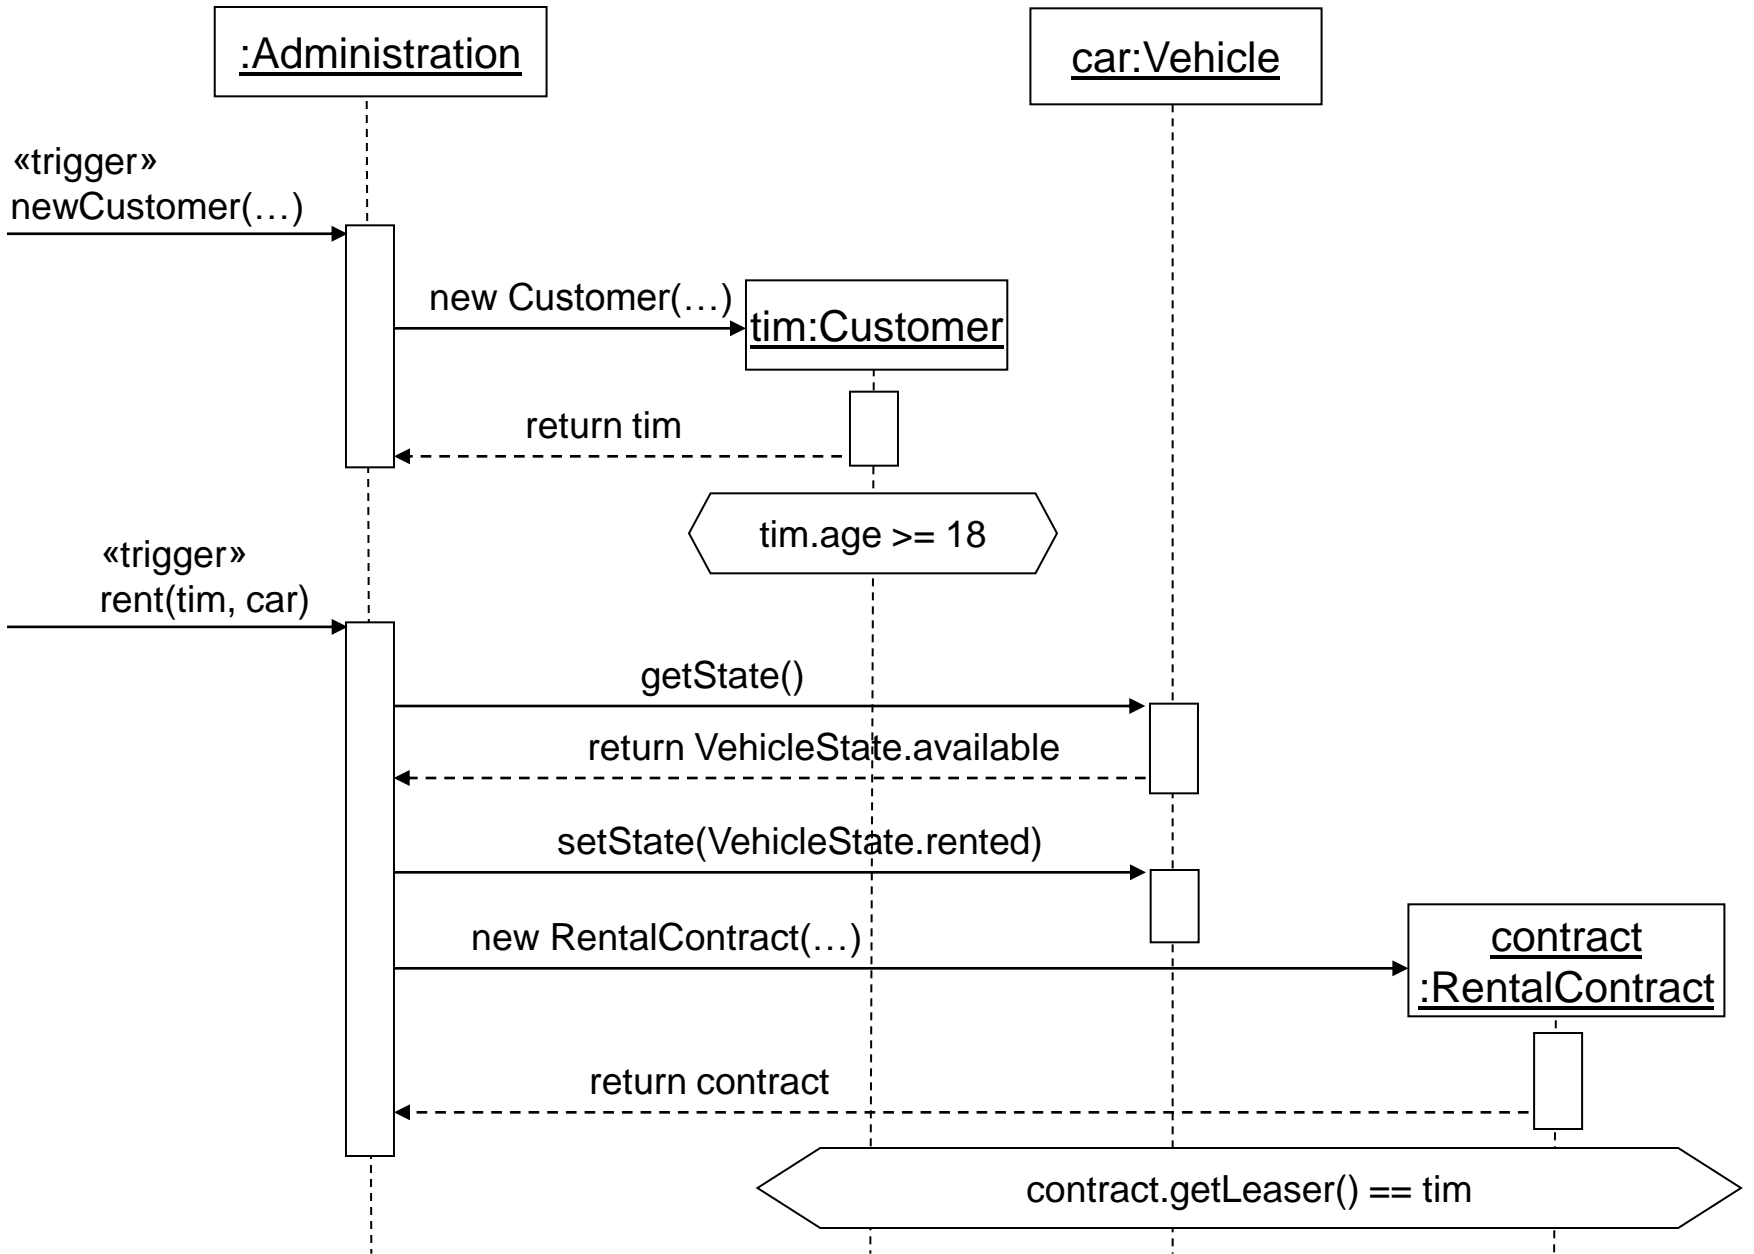 :Administration
car:Vehicle
«trigger»
newCustomer(…)
new Customer(…)
tim:Customer
return tim
tim.age >= 18
«trigger»
rent(tim, car)
getState()
return VehicleState.available
setState(VehicleState.rented)
new RentalContract(…)
contract
:RentalContract
return contract
contract.getLeaser() == tim